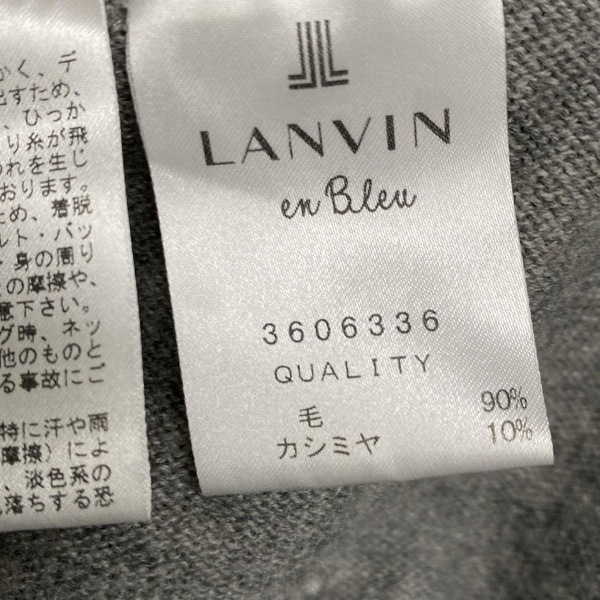 かく、デ
出すため、
、ひっか
り糸が飛
つれを生じ
おります。
ため、着脱
ルト・バッ
・身の周り
との摩擦や、
意下さい。
グ時、ネッ
他のものと
る事故にご
特に汗や雨
摩擦)によ
、淡色系の
落ちする恐
LANVIN
en Bleu
3606336
QUALITY
毛 90%
カシミヤ 10%